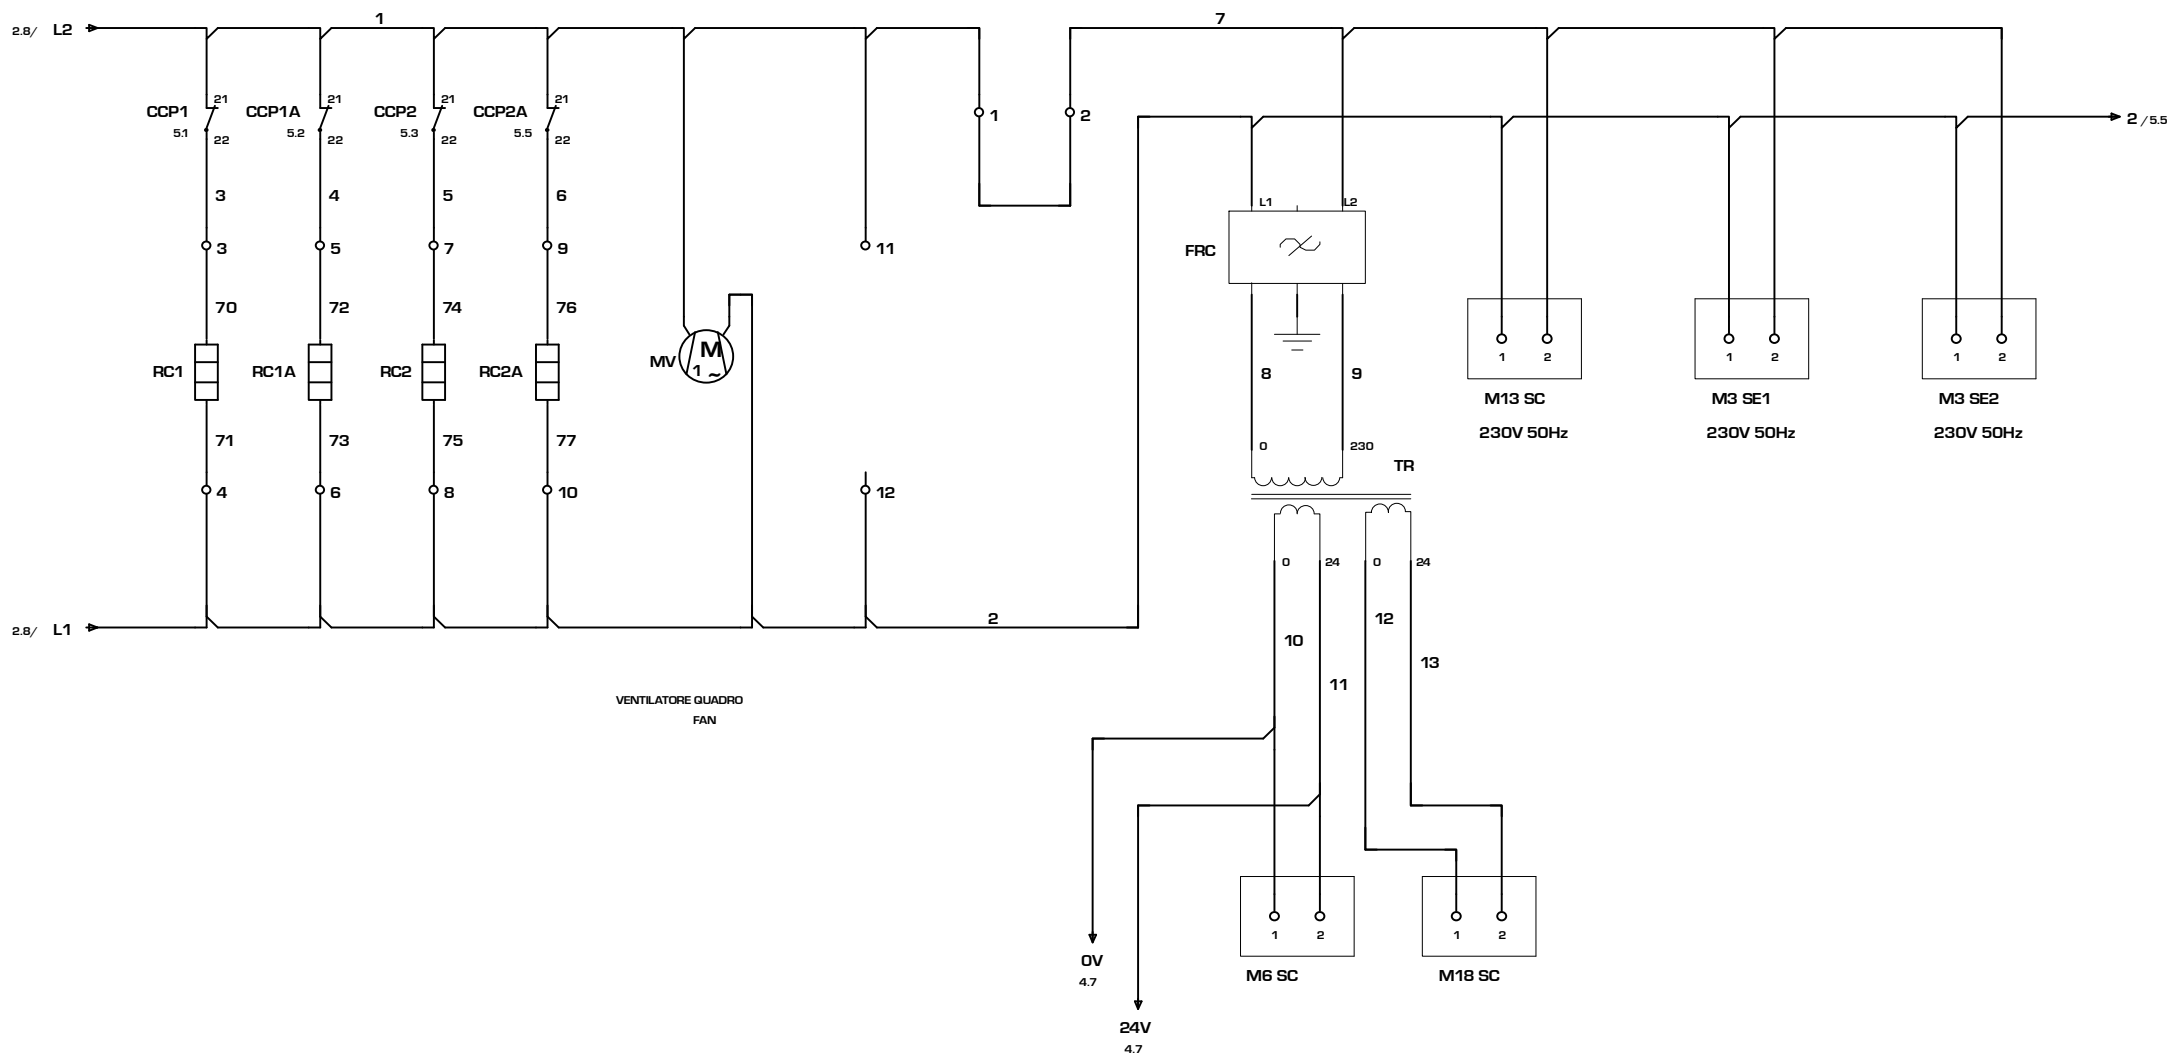 2.8/ L2 1 7
CCP1 21 CCP1A 21 CCP2 21 CCP2A 21
5.1 22 5.2 22 5.3 22 5.5 22
1 2 2 / 5.5
3 4 5 6
L1 L2
3 5 7 9 11 FRC
70 72 74 76
RC1 RC1A RC2 RC2A MV M
1 ~
8 9
1 2 1 2 1 2
M13 SC M3 SE1 M3 SE2
230V 50Hz 230V 50Hz 230V 50Hz
71 73 75 77
0 230
TR
4 6 8 10 12
0 24 0 24
2.8/ L1 2
10 12
11 13
VENTILATORE QUADRO
FAN
1 2 1 2
0V M6 SC M18 SC
4.7
24V
4.7